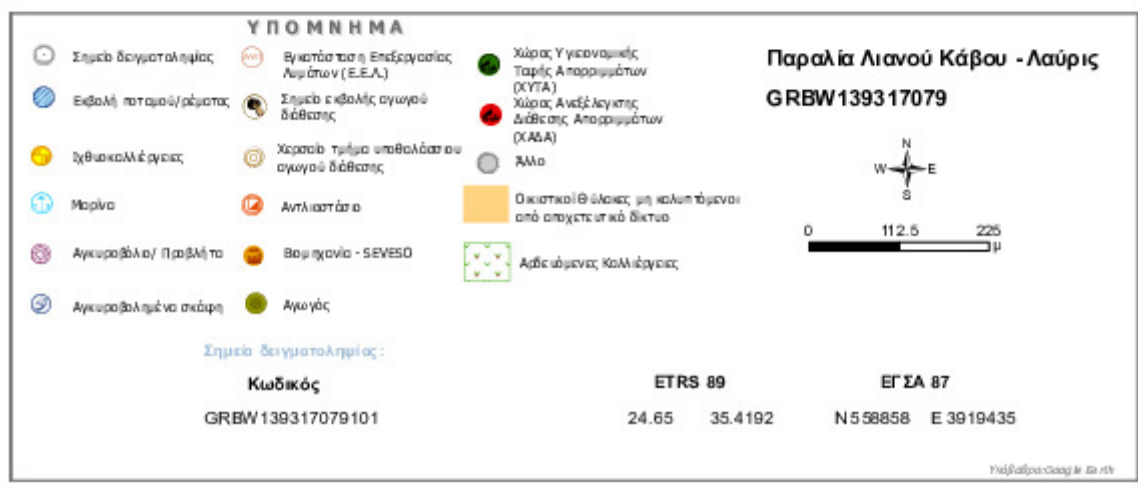 ΥΠΟΜΝΗΜΑ
Σημείο δειγματοληψίας
Εκβολή ποταμού/ρέματος
Ιχθυοκαλλιέργειες
Μαρίνα
Αγκυροβόλιο/ Προβλήτα
Αγκυροβολημένα σκάφη
Εγκατάσταση Επεξεργασίας
Λυμάτων (Ε.Ε.Λ.)
Σημείο εκβολής αγωγού
διάθεσης
Χερσαίο τμήμα υποθαλάσσιου
αγωγού διάθεσης
Αντλιοστάσιο
Βιομηχανία - SEVESO
Αγωγός
Χώρος Υγειονομικής
Ταφής Απορριμμάτων
(ΧΥΤΑ)
Χώρος Ανεξέλεγκτης
Διάθεσης Απορριμμάτων
(ΧΑΔΑ)
Άλλο
Οικιστικοί Θύλακες μη καλυπτόμενοι
από αποχετευτικό δίκτυο
Αρδευόμενες Καλλιέργειες
Παραλία Λιανού Κάβου - Λαύρις
GRBW139317079
N
W E
S
0 112.5 225
μ
Σημεία δειγματοληψίας:
Κωδικός ETRS 89 ΕΓΣΑ 87
GRBW139317079101 24.65 35.4192 N558858 E3919435
Υπόβαθρο:Google Earth